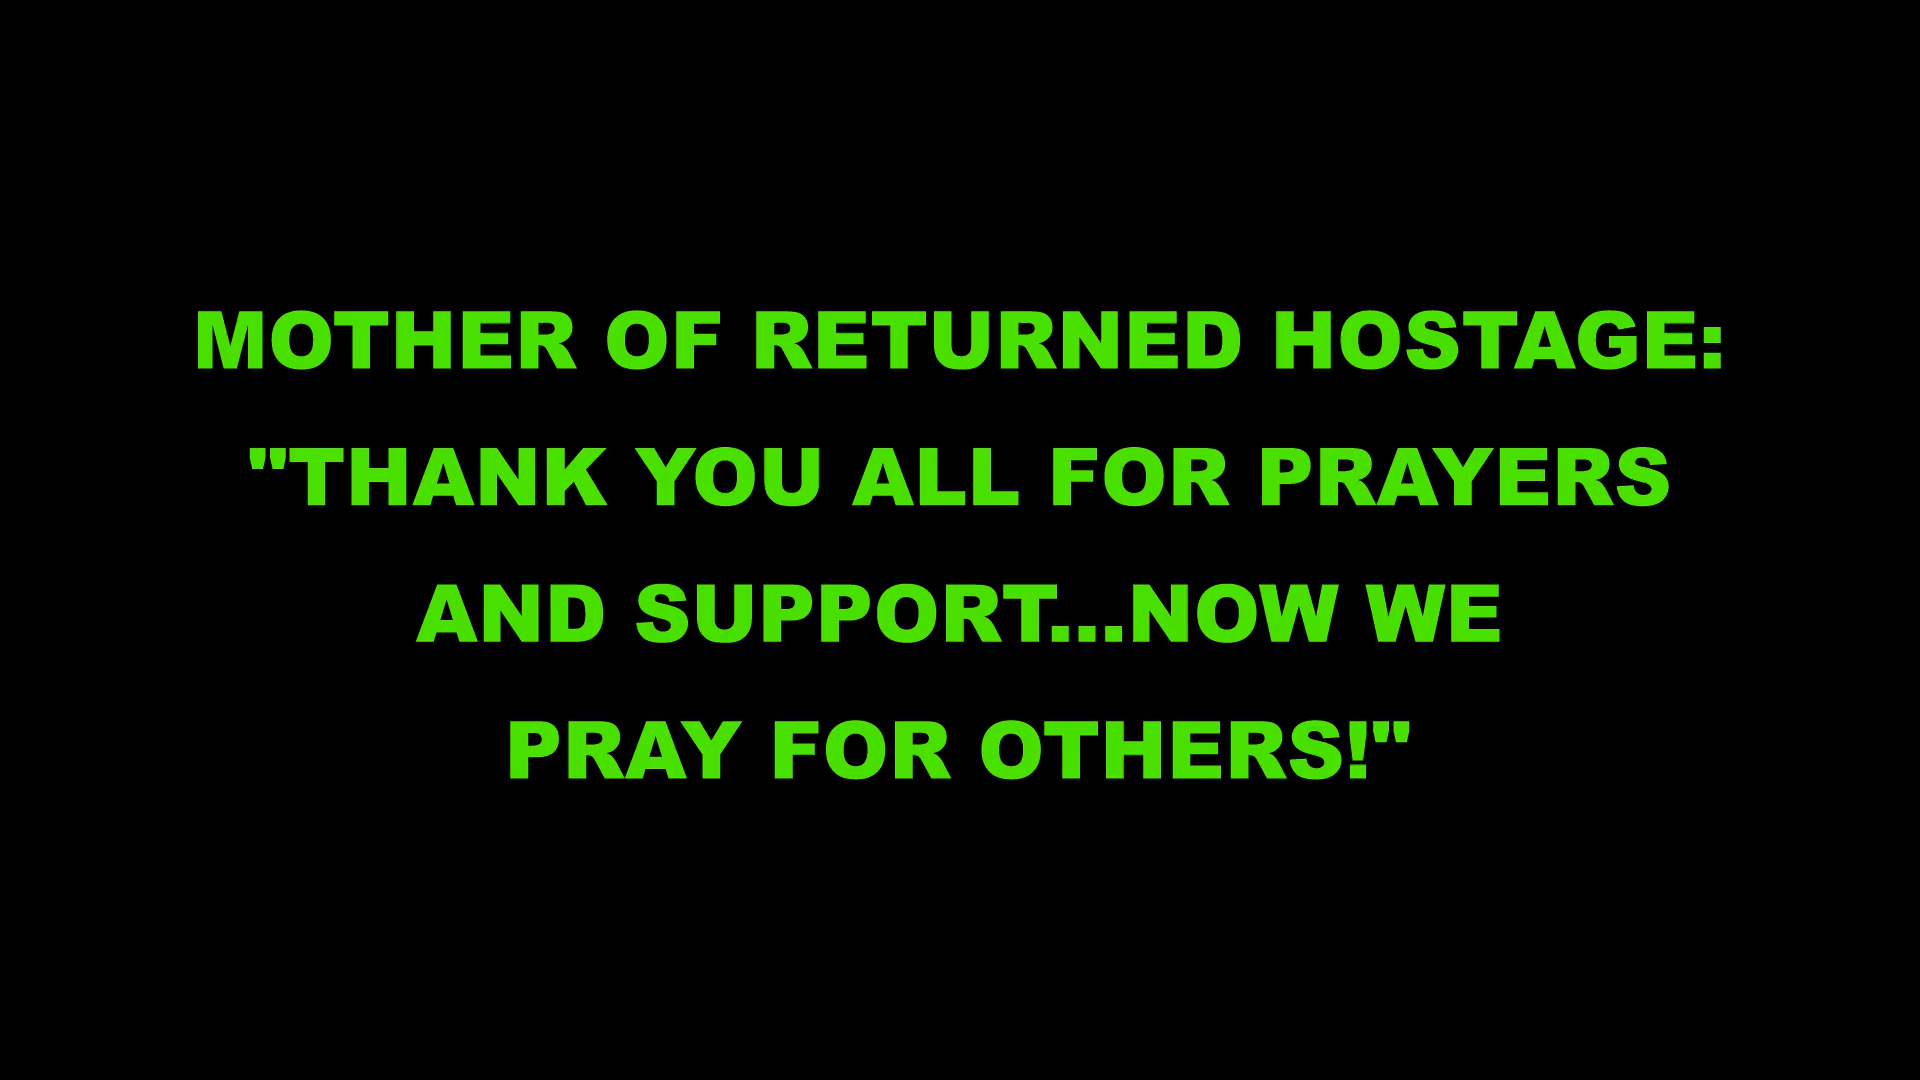 MOTHER OF RETURNED HOSTAGE:
"THANK YOU ALL FOR PRAYERS
AND SUPPORT...NOW WE
PRAY FOR OTHERS!"